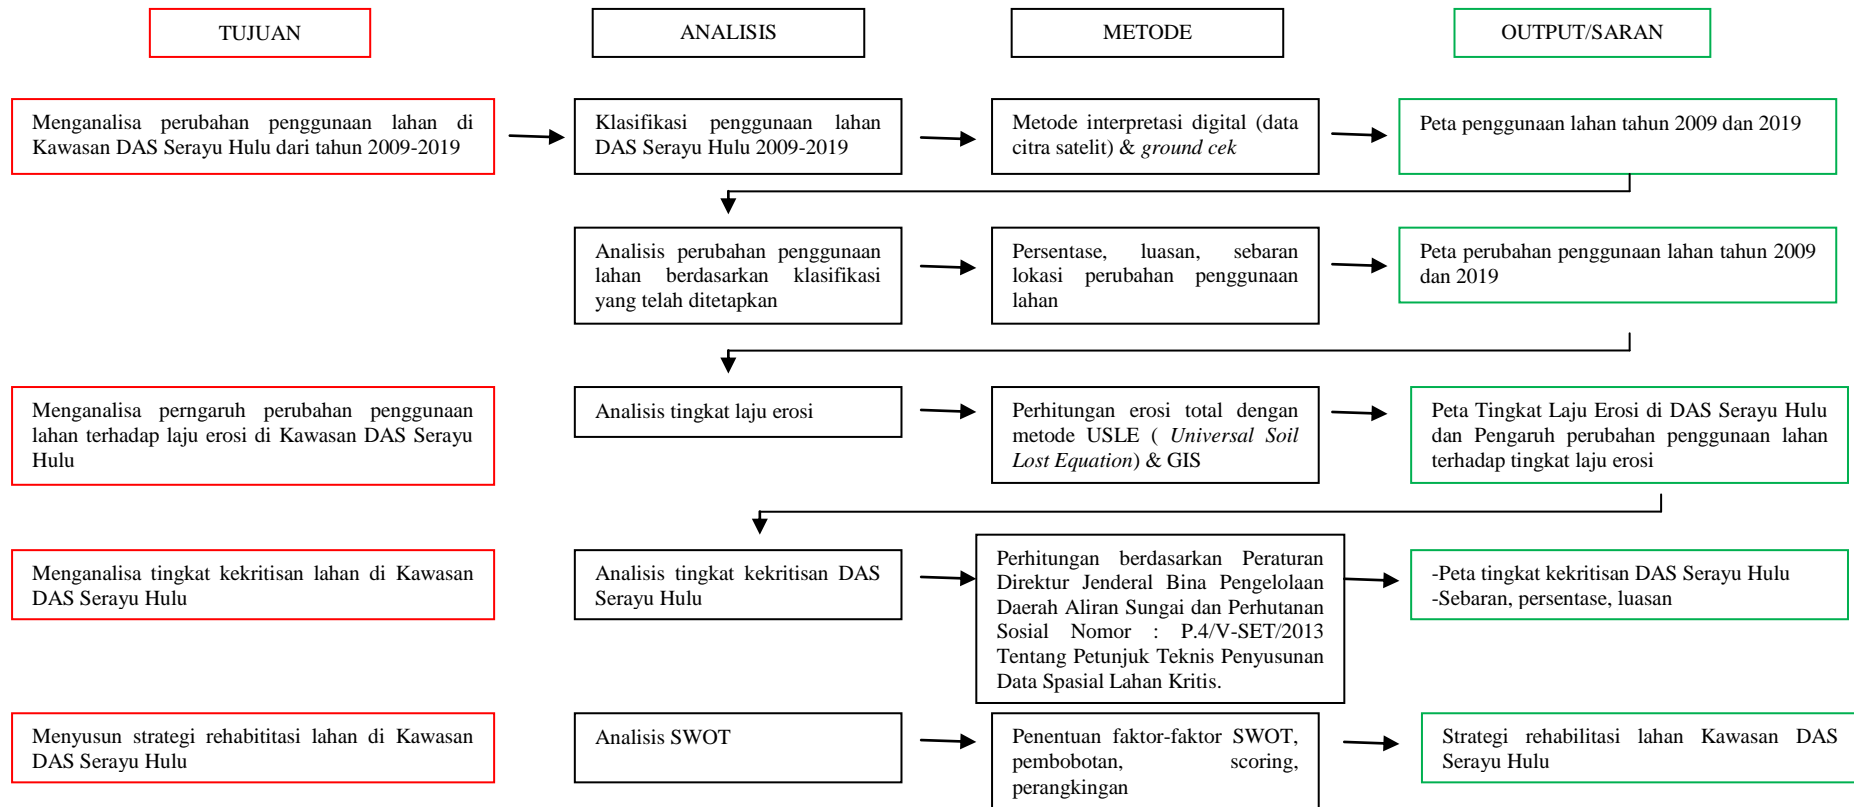 TUJUAN
ANALISIS
METODE
OUTPUT/SARAN
Menganalisa perubahan penggunaan lahan di
Kawasan DAS Serayu Hulu dari tahun 2009-2019
Klasifikasi penggunaan lahan
DAS Serayu Hulu 2009-2019
Metode interpretasi digital (data
citra satelit) & ground cek
Peta penggunaan lahan tahun 2009 dan 2019
Analisis perubahan penggunaan
lahan berdasarkan klasifikasi
yang telah ditetapkan
Persentase, luasan, sebaran
lokasi perubahan penggunaan
lahan
Peta perubahan penggunaan lahan tahun 2009
dan 2019
Menganalisa perngaruh perubahan penggunaan
lahan terhadap laju erosi di Kawasan DAS Serayu
Hulu
Analisis tingkat laju erosi
Perhitungan erosi total dengan
metode USLE ( Universal Soil
Lost Equation) & GIS
Peta Tingkat Laju Erosi di DAS Serayu Hulu
dan Pengaruh perubahan penggunaan lahan
terhadap tingkat laju erosi
Menganalisa tingkat kekritisan lahan di Kawasan
DAS Serayu Hulu
Analisis tingkat kekritisan DAS
Serayu Hulu
Perhitungan berdasarkan Peraturan
Direktur Jenderal Bina Pengelolaan
Daerah Aliran Sungai dan Perhutanan
Sosial Nomor : P.4/V-SET/2013
Tentang Petunjuk Teknis Penyusunan
Data Spasial Lahan Kritis.
-Peta tingkat kekritisan DAS Serayu Hulu
-Sebaran, persentase, luasan
Menyusun strategi rehabititasi lahan di Kawasan
DAS Serayu Hulu
Analisis SWOT
Penentuan faktor-faktor SWOT,
pembobotan, scoring,
perangkingan
Strategi rehabilitasi lahan Kawasan DAS
Serayu Hulu